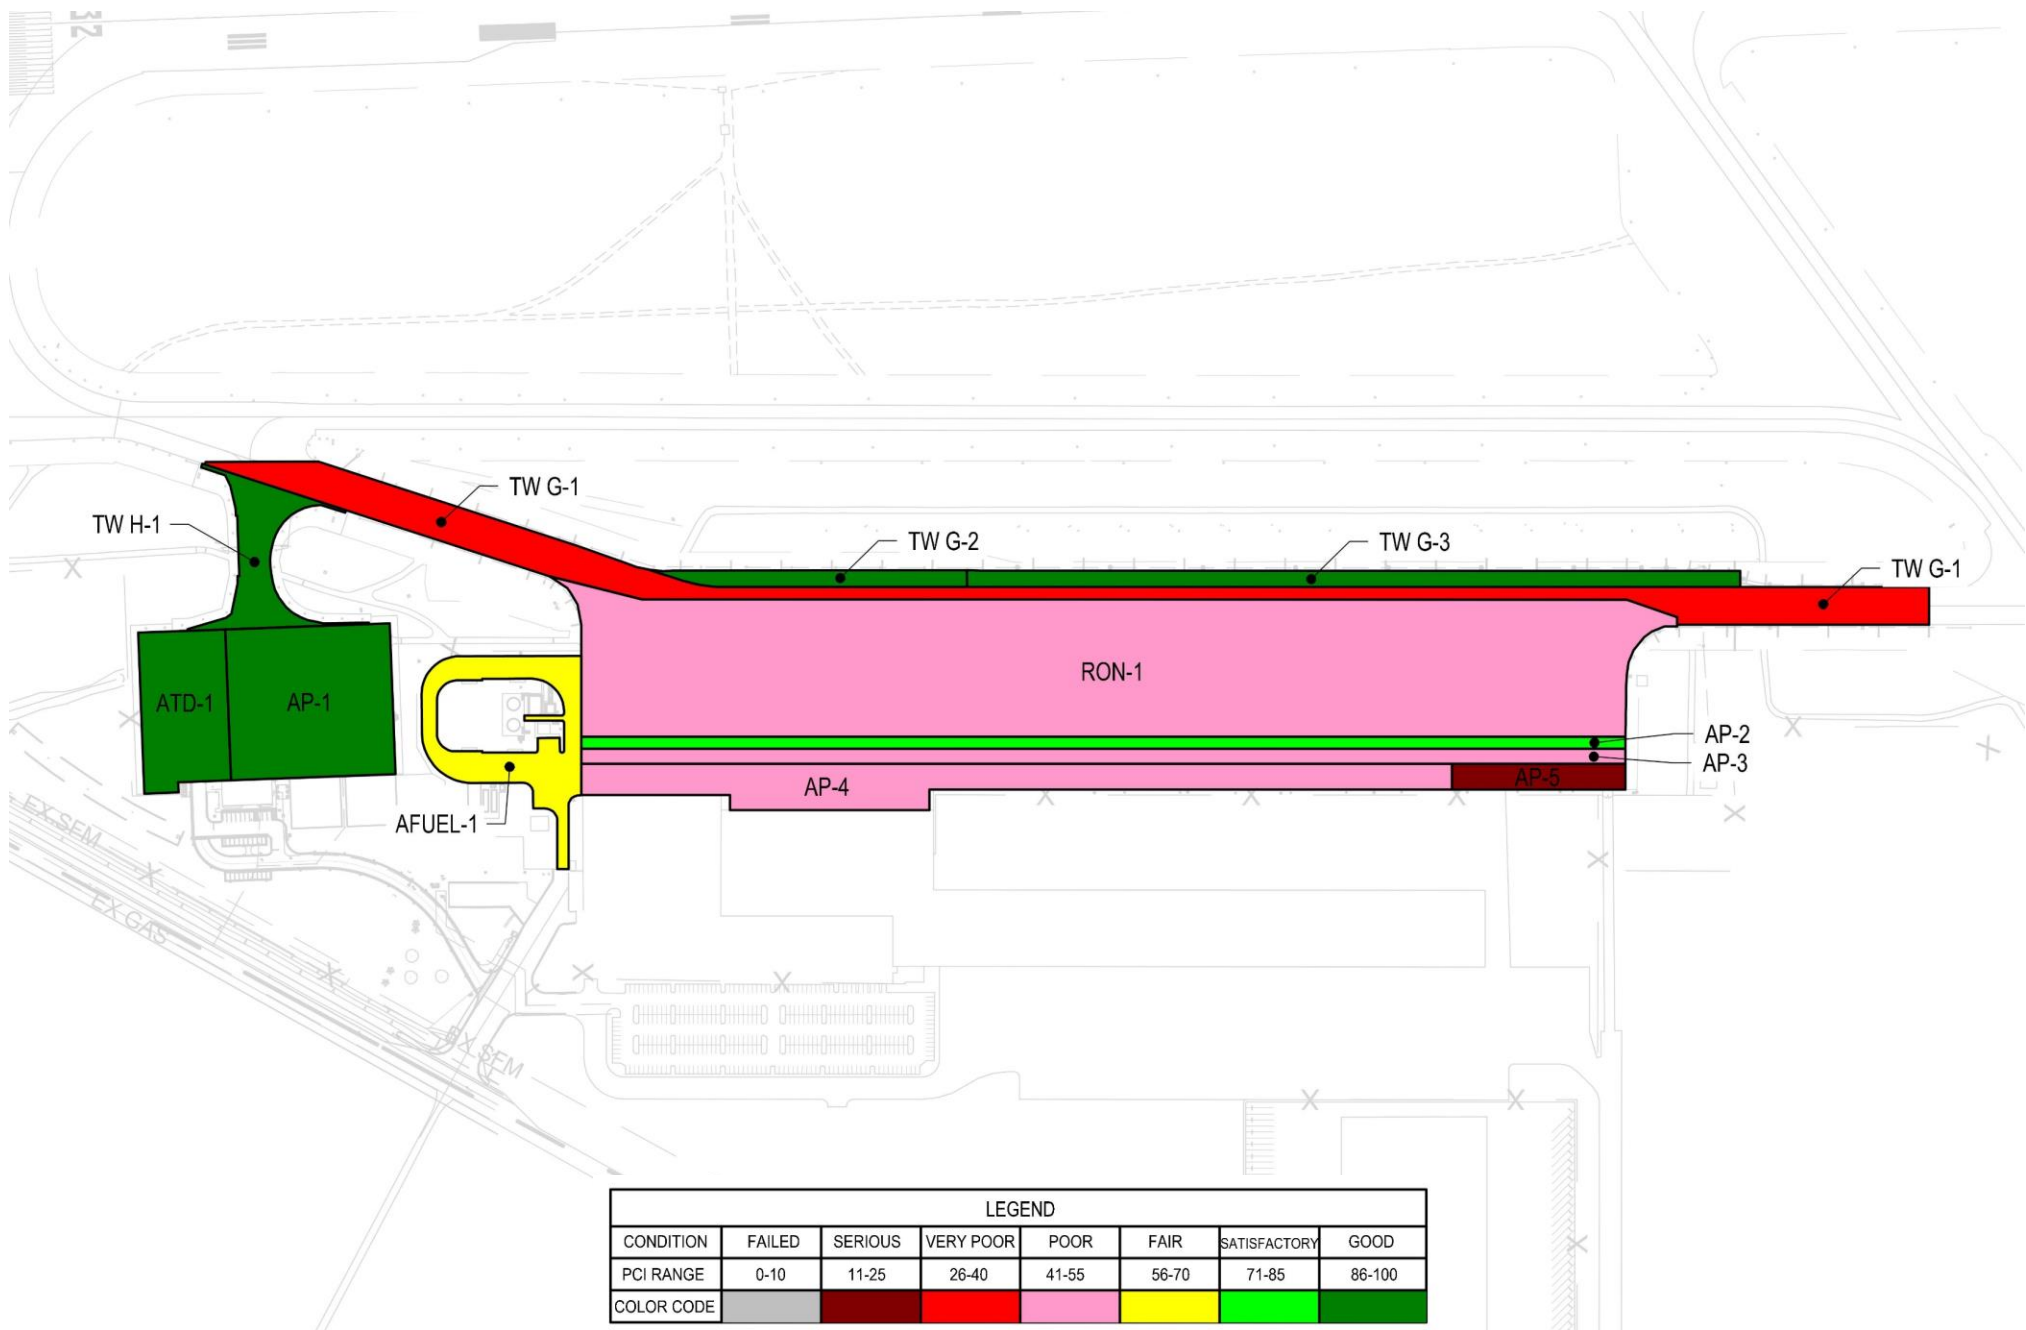 32
TW G-1
TW H-1
TW G-2
TW G-3
TW G-1
RON-1
ATD-1
AP-1
AP-2
AP-3
AP-4
AP-5
AFUEL-1
EX SFM
EX GAS
EX SFM
LEGEND
CONDITION FAILED SERIOUS VERY POOR POOR FAIR SATISFACTORY GOOD
PCI RANGE 0-10 11-25 26-40 41-55 56-70 71-85 86-100
COLOR CODE